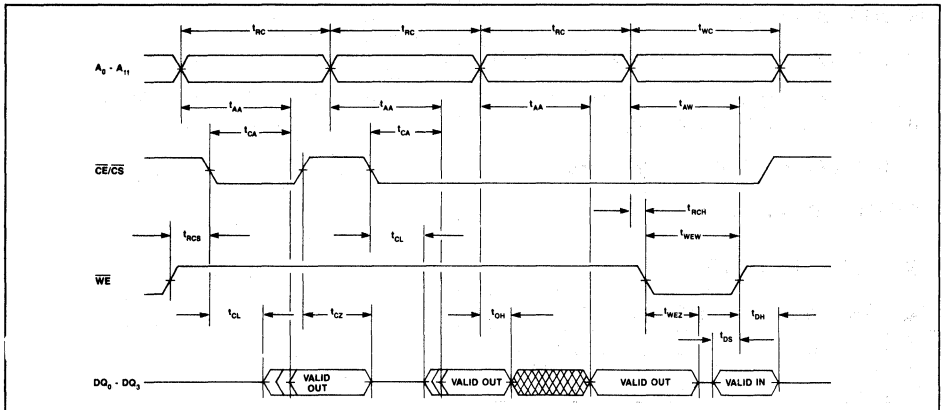 tRC tRC tRC tWC
A0 - A11
tAA tAA tAA tAW
tCA tCA
CE/CS
tRCH
tRCS tCL tWEW
WE
tCL tCZ tOH tWEZ tDH
tDS
DQ0 - DQ3 VALID OUT VALID OUT VALID OUT VALID IN